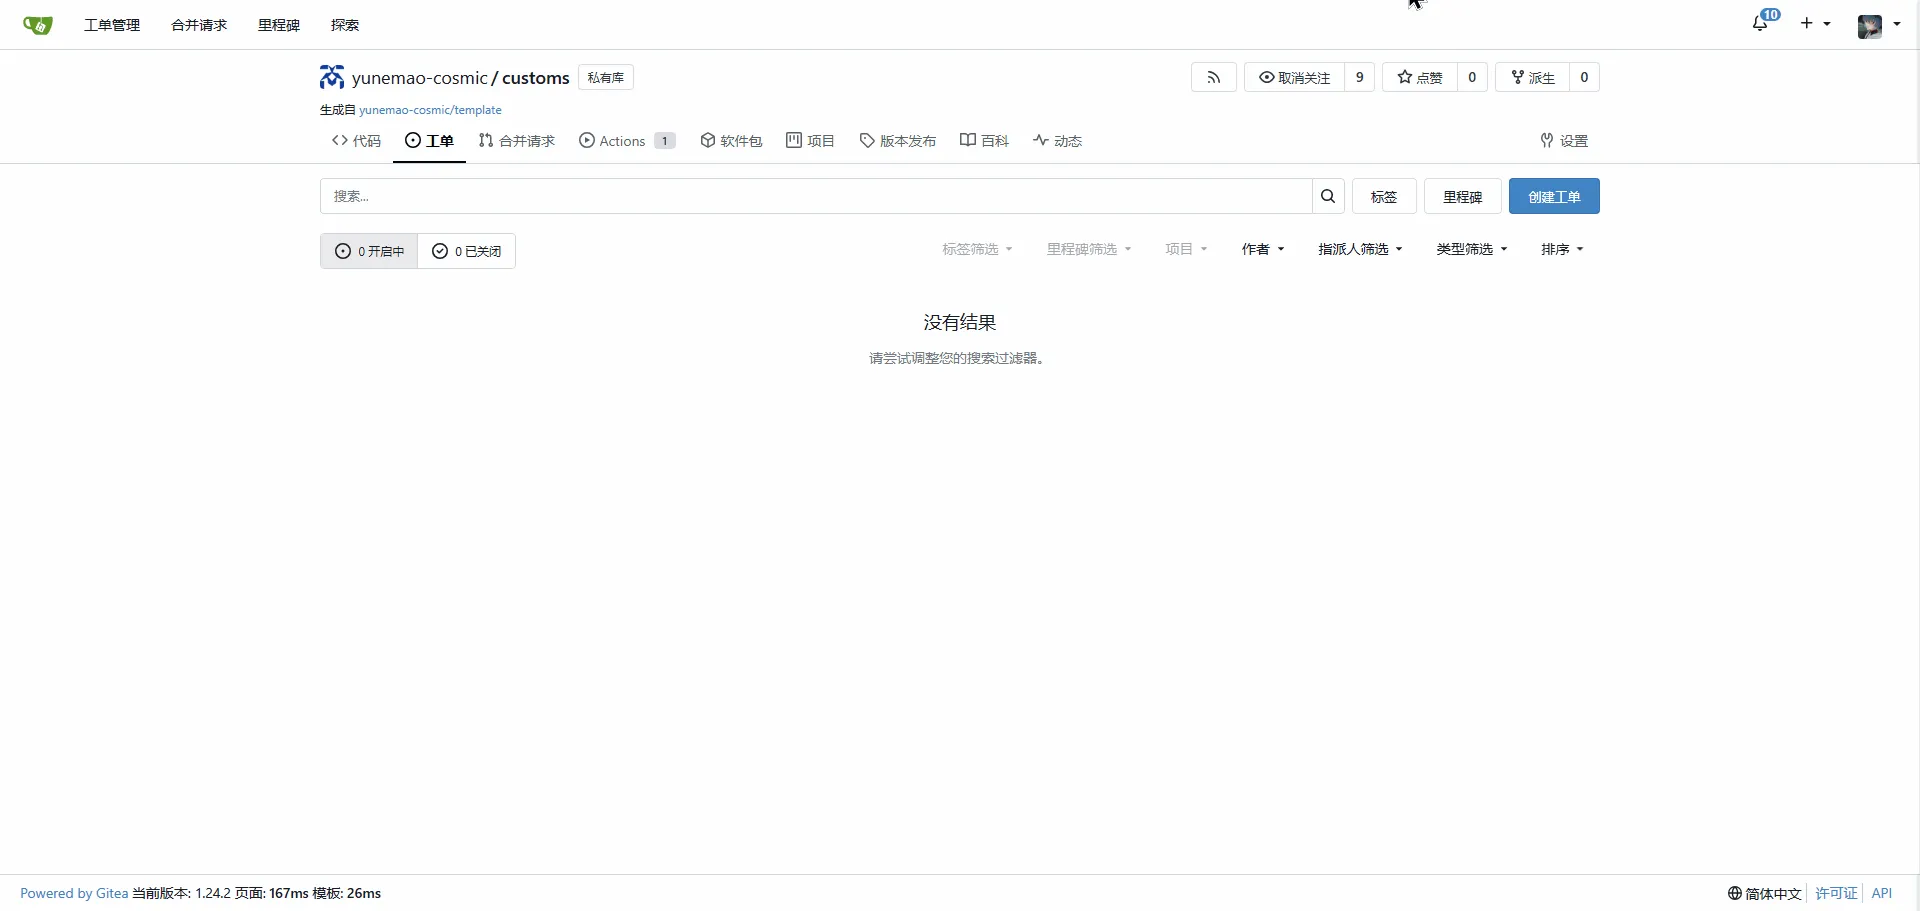 工单管理 合并请求 里程碑 探索 10
yunemao-cosmic / customs 私有库 取消关注 9 点赞 0 派生 0
生成自 yunemao-cosmic/template
代码 工单 合并请求 Actions 1 软件包 项目 版本发布 百科 动态 设置
搜索... 标签 里程碑 创建工单
0 开启中 0 已关闭 标签筛选 里程碑筛选 项目 作者 指派人筛选 类型筛选 排序
没有结果
请尝试调整您的搜索过滤器。
Powered by Gitea 当前版本: 1.24.2 页面: 167ms 模板: 26ms 简体中文 许可证 API